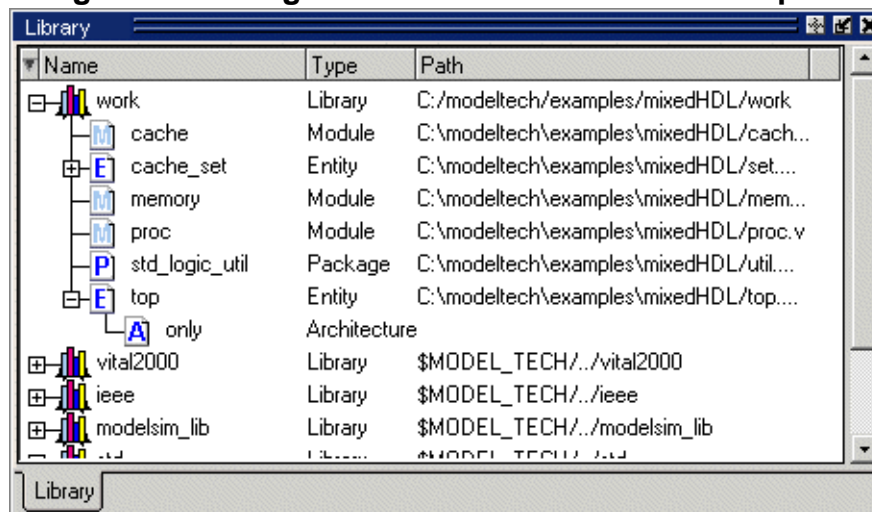 Library
Name Type Path
work Library C:/modeltech/examples/mixedHDL/work
M cache Module C:\modeltech\examples\mixedHDL/cach...
E cache_set Entity C:\modeltech\examples\mixedHDL/set....
M memory Module C:\modeltech\examples\mixedHDL/mem...
M proc Module C:\modeltech\examples\mixedHDL/proc.v
P std_logic_util Package C:\modeltech\examples\mixedHDL/util....
E top Entity C:\modeltech\examples\mixedHDL/top....
A only Architecture
vital2000 Library $MODEL_TECH/../vital2000
ieee Library $MODEL_TECH/../ieee
modelsim_lib Library $MODEL_TECH/../modelsim_lib
Library